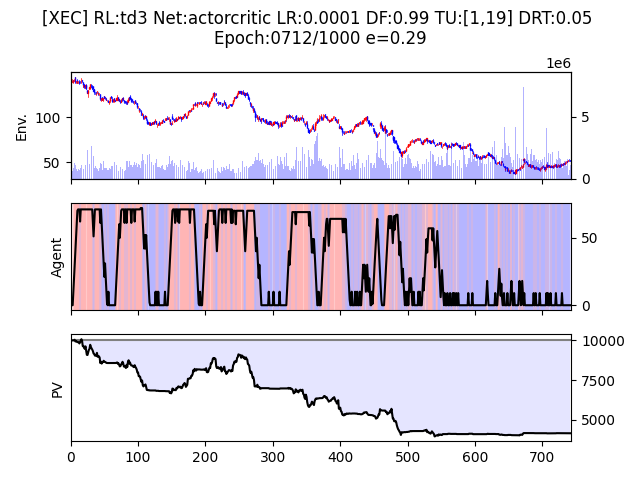 [XEC] RL:td3 Net:actorcritic LR:0.0001 DF:0.99 TU:[1,19] DRT:0.05
Epoch:0712/1000 e=0.29
1e6
Env.
100
50
5
0
Agent
50
0
PV
10000
7500
5000
0 100 200 300 400 500 600 700